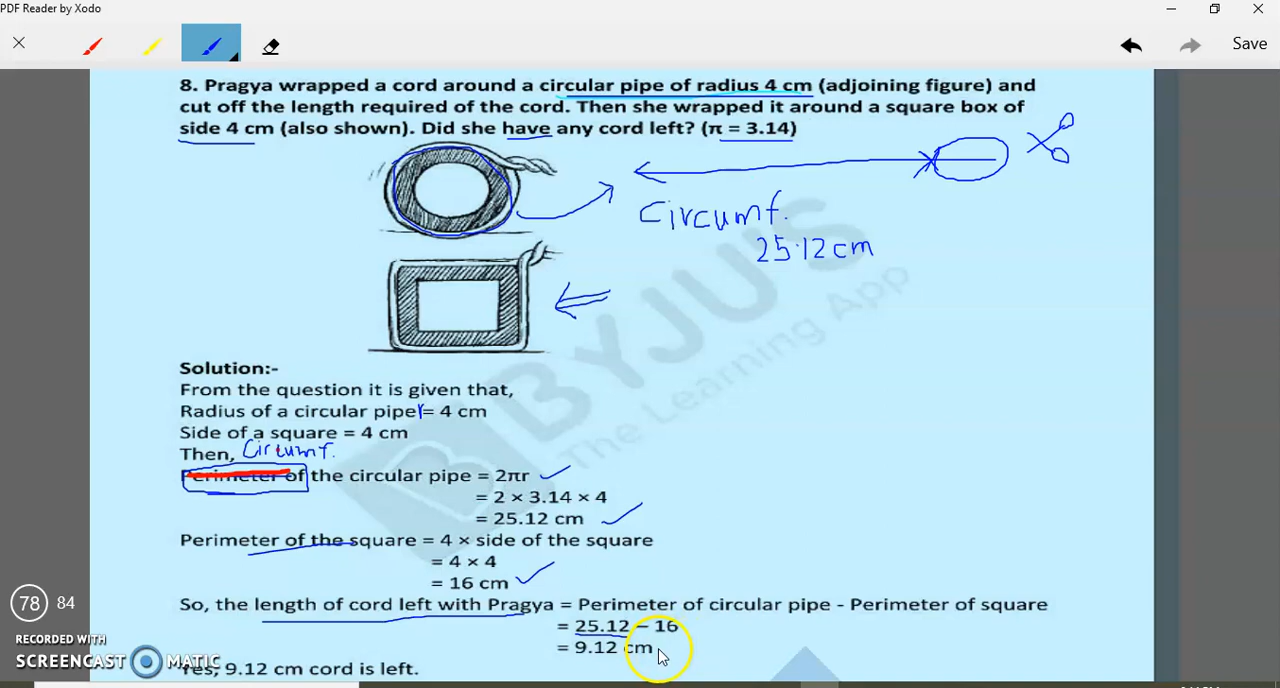 PDF Reader by Xodo
Save
8. Pragya wrapped a cord around a circular pipe of radius 4 cm (adjoining figure) and
cut off the length required of the cord. Then she wrapped it around a square box of
side 4 cm (also shown). Did she have any cord left? (π = 3.14)
Circumf.
25.12 cm
BYJU'S
The Learning App
Solution:-
From the question it is given that,
Radius of a circular pipe r = 4 cm
Side of a square = 4 cm
Then, Circumf.
Perimeter of the circular pipe = 2πr
= 2 × 3.14 × 4
= 25.12 cm
Perimeter of the square = 4 × side of the square
= 4 × 4
= 16 cm
78 84
So, the length of cord left with Pragya = Perimeter of circular pipe - Perimeter of square
= 25.12 – 16
= 9.12 cm
RECORDED WITH
SCREENCAST MATIC
Yes, 9.12 cm cord is left.